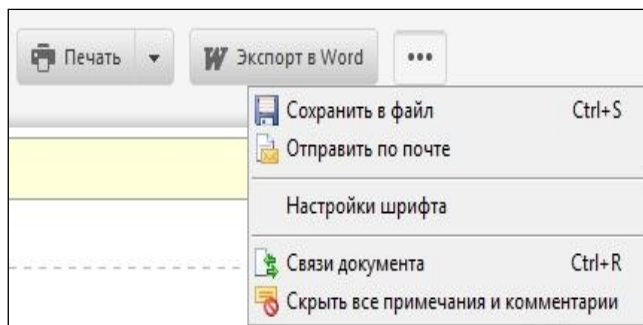 Печать
Экспорт в Word
•••
Сохранить в файл Ctrl+S
Отправить по почте
Настройки шрифта
Связи документа Ctrl+R
Скрыть все примечания и комментарии